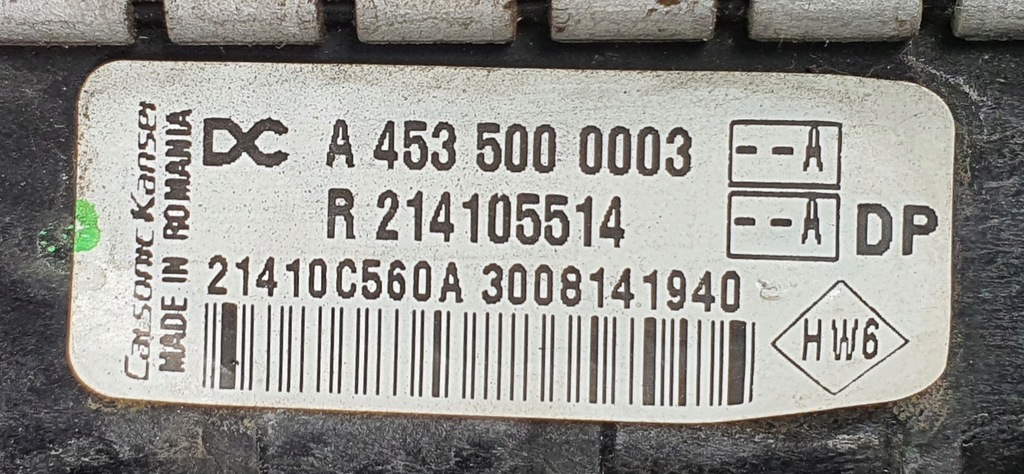 Calsonic Kansei
MADE IN ROMANIA
DC A 453 500 0003 --A
R 214105514 --A DP
21410C560A 3008141940
HW6